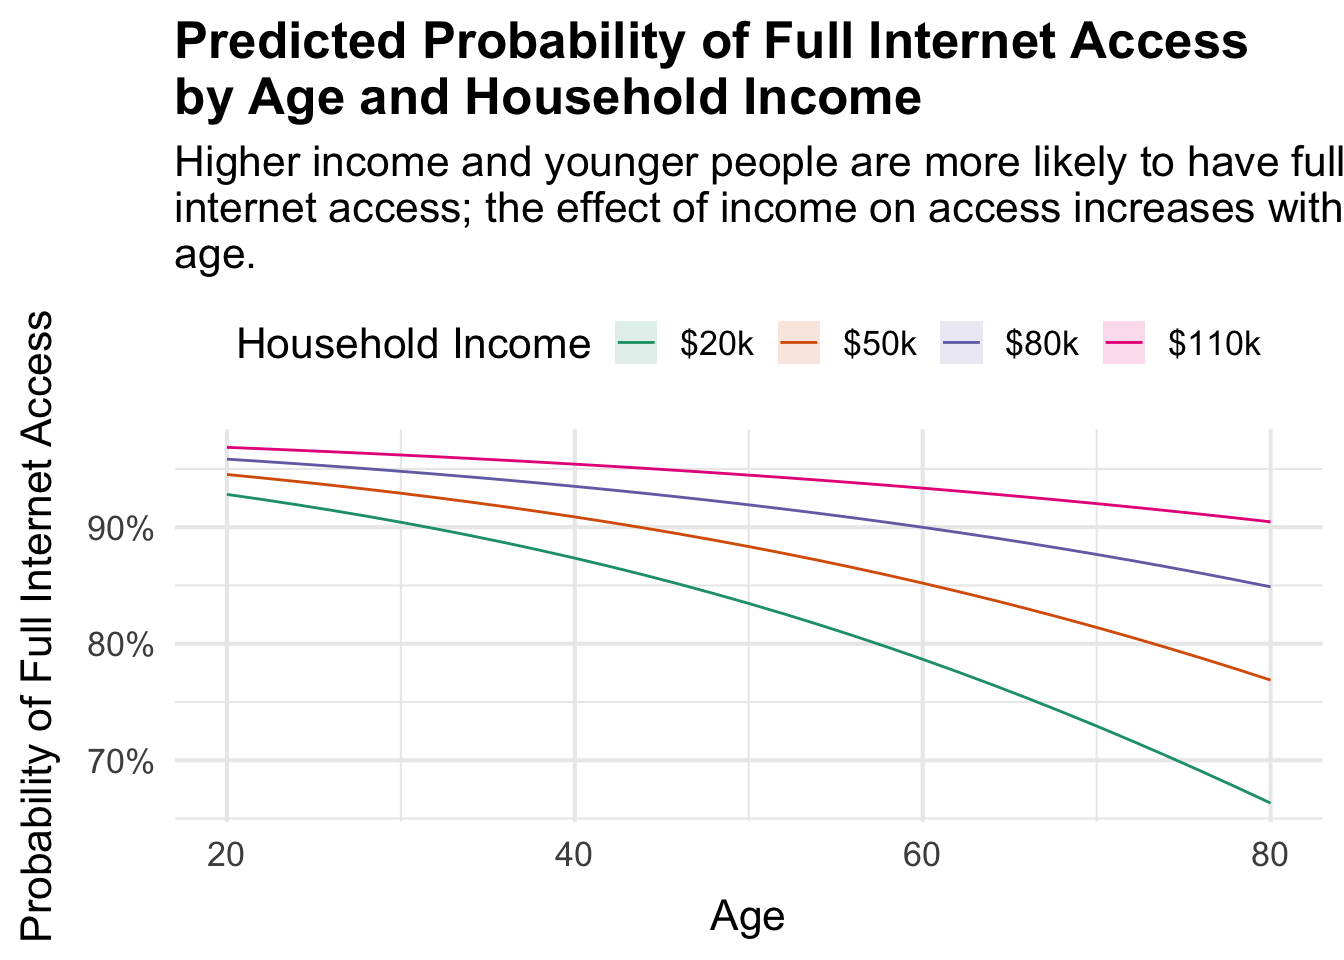 Predicted Probability of Full Internet Access
by Age and Household Income
Higher income and younger people are more likely to have full
internet access; the effect of income on access increases with
age.
Household Income $20k $50k $80k $110k
Probability of Full Internet Access
90%
80%
70%
20 40 60 80
Age